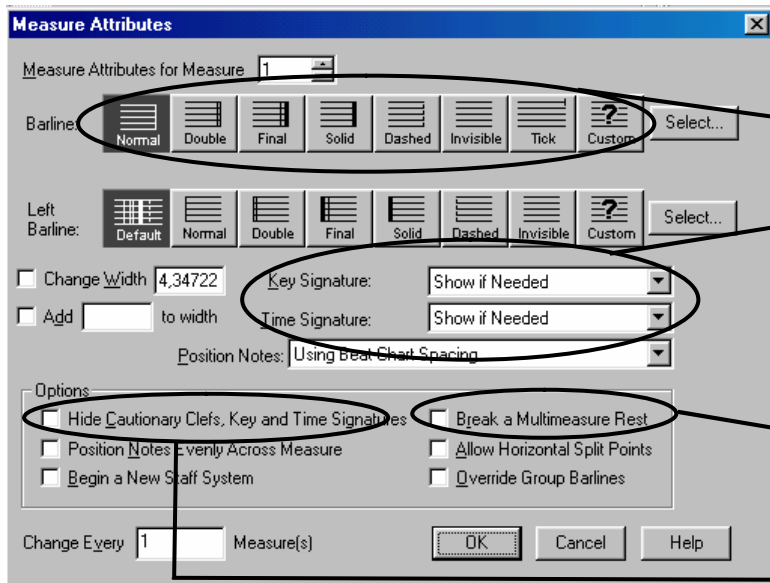 Measure Attributes
Measure Attributes for Measure 1
Barline: Normal Double Final Solid Dashed Invisible Tick Custom Select...
Left
Barline: Default Normal Double Final Solid Dashed Invisible Custom Select...
Change Width 4,34722 Key Signature: Show if Needed
Add to width Time Signature: Show if Needed
Position Notes: Using Beat Chart Spacing
Options
Hide Cautionary Clefs, Key and Time Signatures Break a Multimeasure Rest
Position Notes Evenly Across Measure Allow Horizontal Split Points
Begin a New Staff System Override Group Barlines
Change Every 1 Measure(s) OK Cancel Help